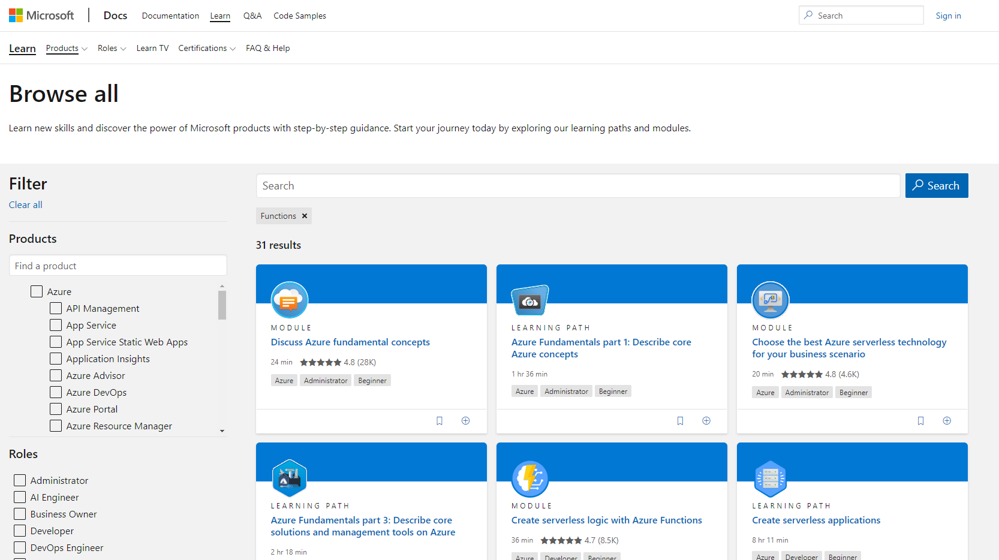 Microsoft
Docs
Documentation
Learn
Q&A
Code Samples
Search
Sign in
Learn
Products
Roles
Learn TV
Certifications
FAQ & Help
Browse all
Learn new skills and discover the power of Microsoft products with step-by-step guidance. Start your journey today by exploring our learning paths and modules.
Filter
Clear all
Products
Find a product
Azure
API Management
App Service
App Service Static Web Apps
Application Insights
Azure Advisor
Azure DevOps
Azure Portal
Azure Resource Manager
Roles
Administrator
AI Engineer
Business Owner
Developer
DevOps Engineer
Search
Search
Functions
31 results
MODULE
Discuss Azure fundamental concepts
24 min 4.8 (28K)
Azure Administrator Beginner
LEARNING PATH
Azure Fundamentals part 1: Describe core
Azure concepts
1 hr 36 min
Azure Administrator Beginner
MODULE
Choose the best Azure serverless technology
for your business scenario
20 min 4.8 (4.6K)
Azure Administrator Beginner
LEARNING PATH
Azure Fundamentals part 3: Describe core
solutions and management tools on Azure
2 hr 18 min
MODULE
Create serverless logic with Azure Functions
36 min 4.7 (8.5K)
Azure Developer Beginner
LEARNING PATH
Create serverless applications
8 hr 11 min
Azure Developer Beginner